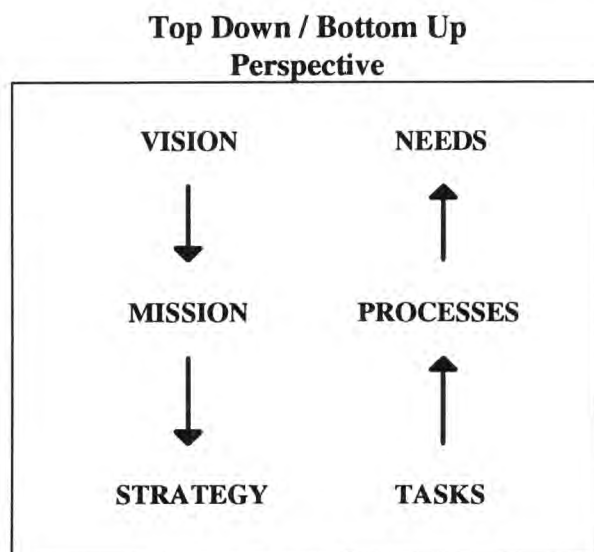 Top Down / Bottom Up
Perspective
VISION NEEDS
MISSION PROCESSES
STRATEGY TASKS